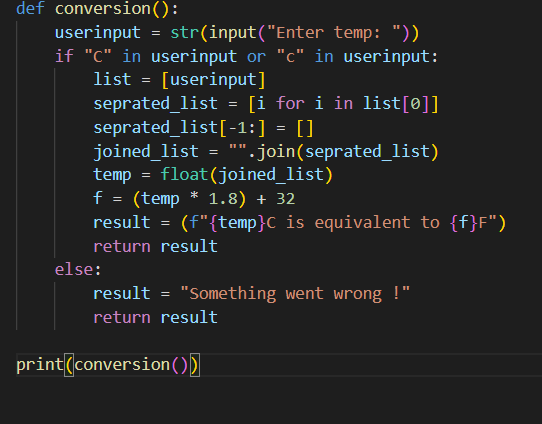 def conversion():
    userinput = str(input("Enter temp: "))
    if "C" in userinput or "c" in userinput:
        list = [userinput]
        seprated_list = [i for i in list[0]]
        seprated_list[-1:] = []
        joined_list = "".join(seprated_list)
        temp = float(joined_list)
        f = (temp * 1.8) + 32
        result = (f"{temp}C is equivalent to {f}F")
        return result
    else:
        result = "Something went wrong !"
        return result
print(conversion())